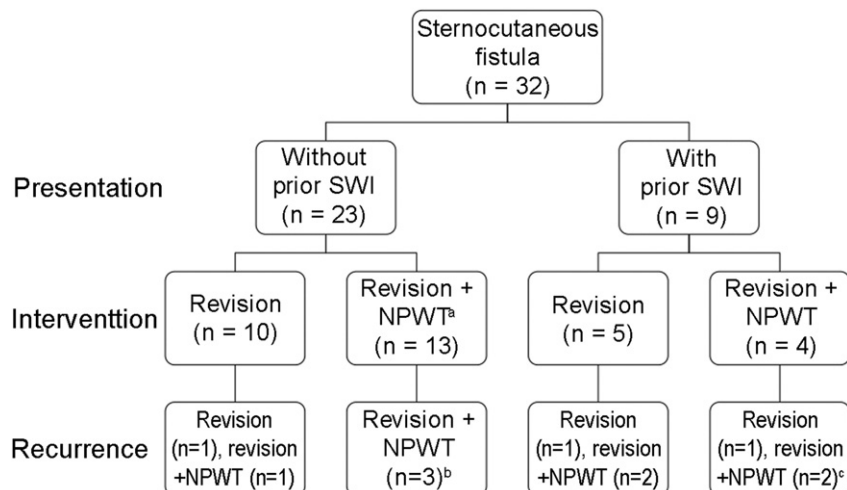 Sternocutaneous
fistula
(n = 32)
Presentation
Without
prior SWI
(n = 23)
With
prior SWI
(n = 9)
Interventtion
Revision
(n = 10)
Revision +
NPWTᵃ
(n = 13)
Revision
(n = 5)
Revision +
NPWT
(n = 4)
Recurrence
Revision
(n=1), revision
+NPWT (n=1)
Revision +
NPWT
(n=3)ᵇ
Revision
(n=1), revision
+NPWT (n=2)
Revision
(n=1), revision
+NPWT (n=2)ᶜ